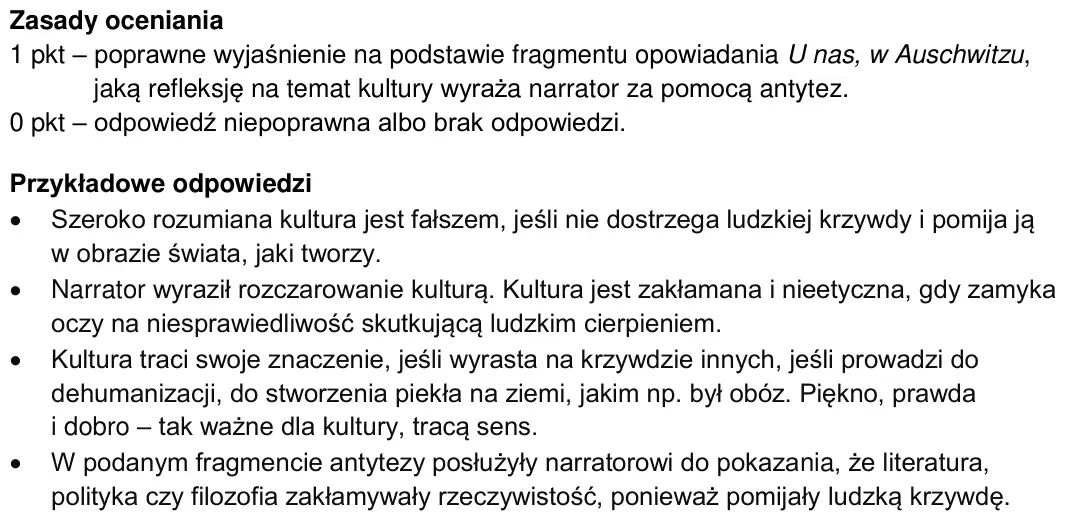 Zasady oceniania
1 pkt – poprawne wyjaśnienie na podstawie fragmentu opowiadania U nas, w Auschwitzu,
jaką refleksję na temat kultury wyraża narrator za pomocą antytez.
0 pkt – odpowiedź niepoprawna albo brak odpowiedzi.
Przykładowe odpowiedzi
• Szeroko rozumiana kultura jest fałszem, jeśli nie dostrzega ludzkiej krzywdy i pomija ją
w obrazie świata, jaki tworzy.
• Narrator wyraził rozczarowanie kulturą. Kultura jest zakłamana i nieetyczna, gdy zamyka
oczy na niesprawiedliwość skutkującą ludzkim cierpieniem.
• Kultura traci swoje znaczenie, jeśli wyrasta na krzywdzie innych, jeśli prowadzi do
dehumanizacji, do stworzenia piekła na ziemi, jakim np. był obóz. Piękno, prawda
i dobro – tak ważne dla kultury, tracą sens.
• W podanym fragmencie antytezy posłużyły narratorowi do pokazania, że literatura,
polityka czy filozofia zakłamywały rzeczywistość, ponieważ pomijały ludzką krzywdę.